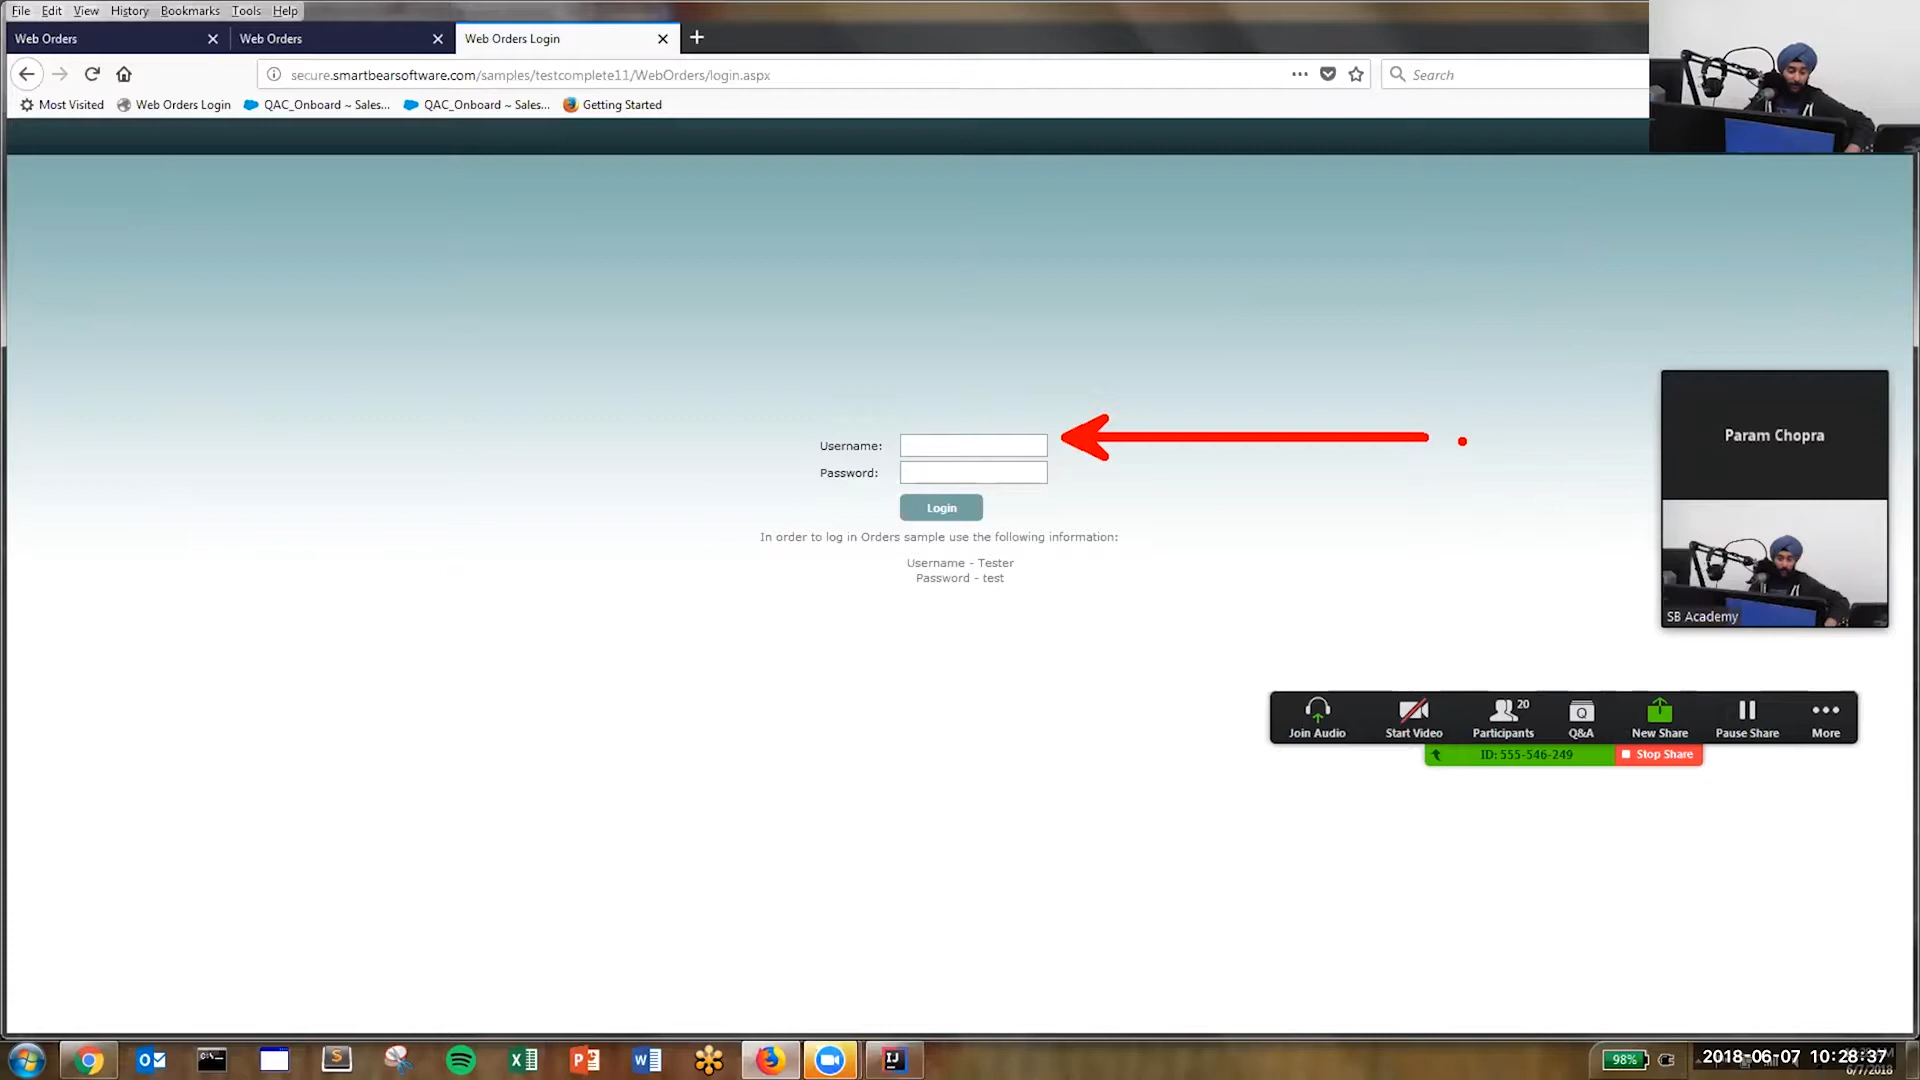 File Edit View History Bookmarks Tools Help
Web Orders
Web Orders
Web Orders Login
secure.smartbearsoftware.com/samples/testcomplete11/WebOrders/login.aspx
Search
Most Visited
Web Orders Login
QAC_Onboard ~ Sales...
QAC_Onboard ~ Sales...
Getting Started
Param Chopra
Username:
Password:
Login
In order to log in Orders sample use the following information:
Username - Tester
Password - test
SB Academy
Join Audio
Start Video
20
Participants
Q&A
New Share
Pause Share
More
ID: 555-546-249
Stop Share
98%
2018-06-07 10:28:37
6/7/2018